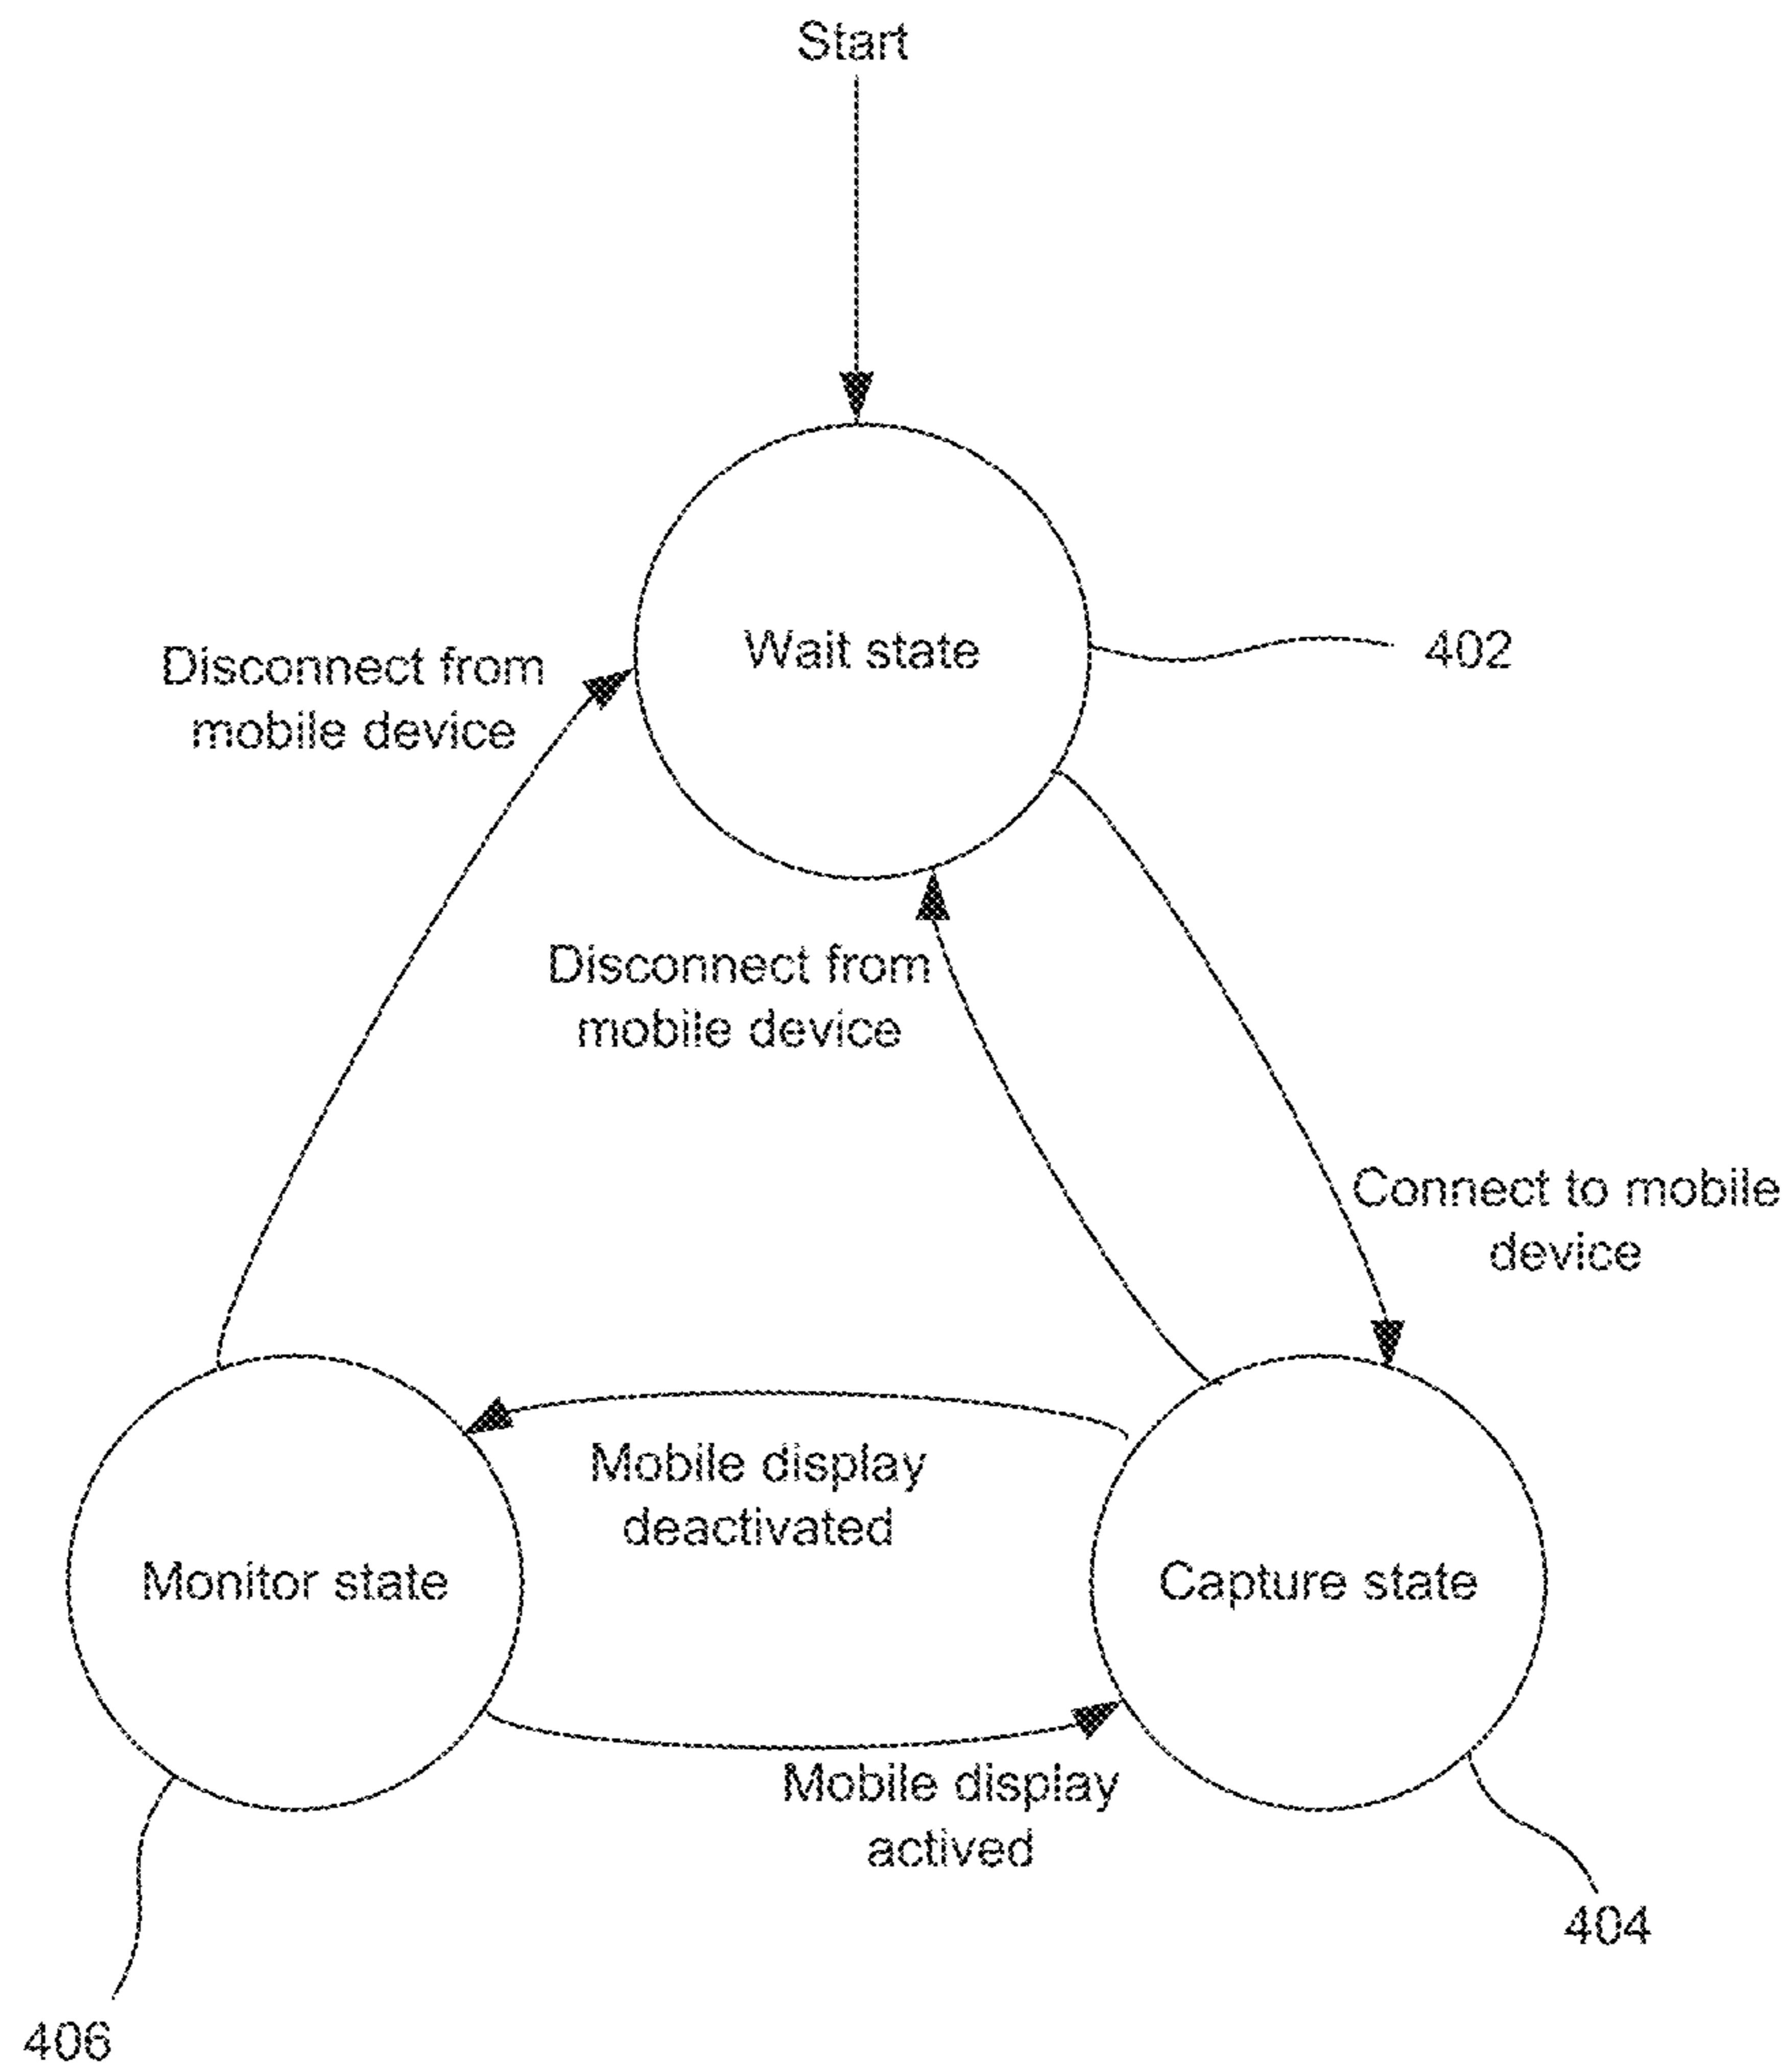 Start
Wait state
402
Disconnect from
mobile device
Disconnect from
mobile device
Connect to mobile
device
Mobile display
deactivated
Monitor state
Capture state
Mobile display
actived
404
406